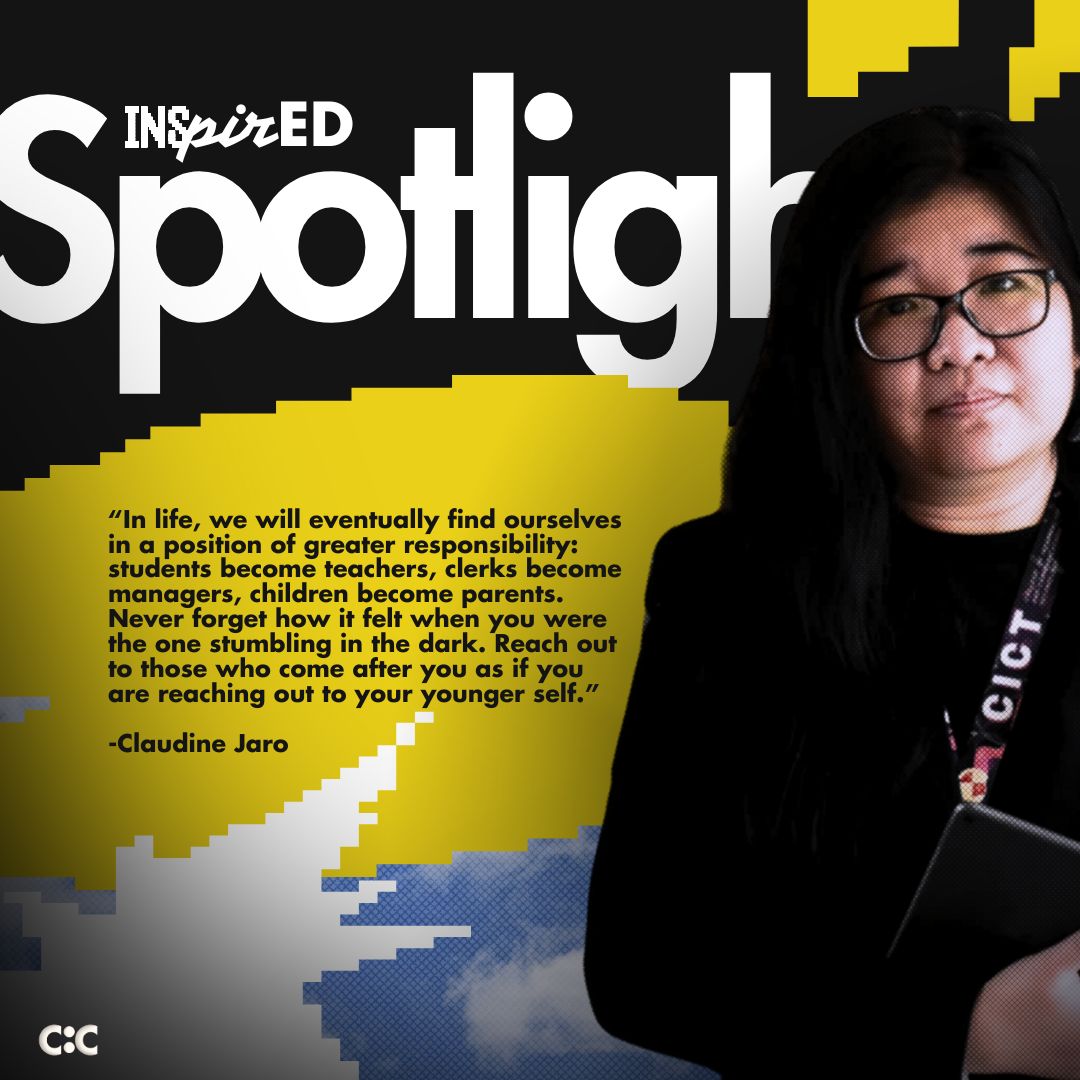 INSpirED
Spotligh
“In life, we will eventually find ourselves
in a position of greater responsibility:
students become teachers, clerks become
managers, children become parents.
Never forget how it felt when you were
the one stumbling in the dark. Reach out
to those who come after you as if you
are reaching out to your younger self.”
-Claudine Jaro
CICT
C:C